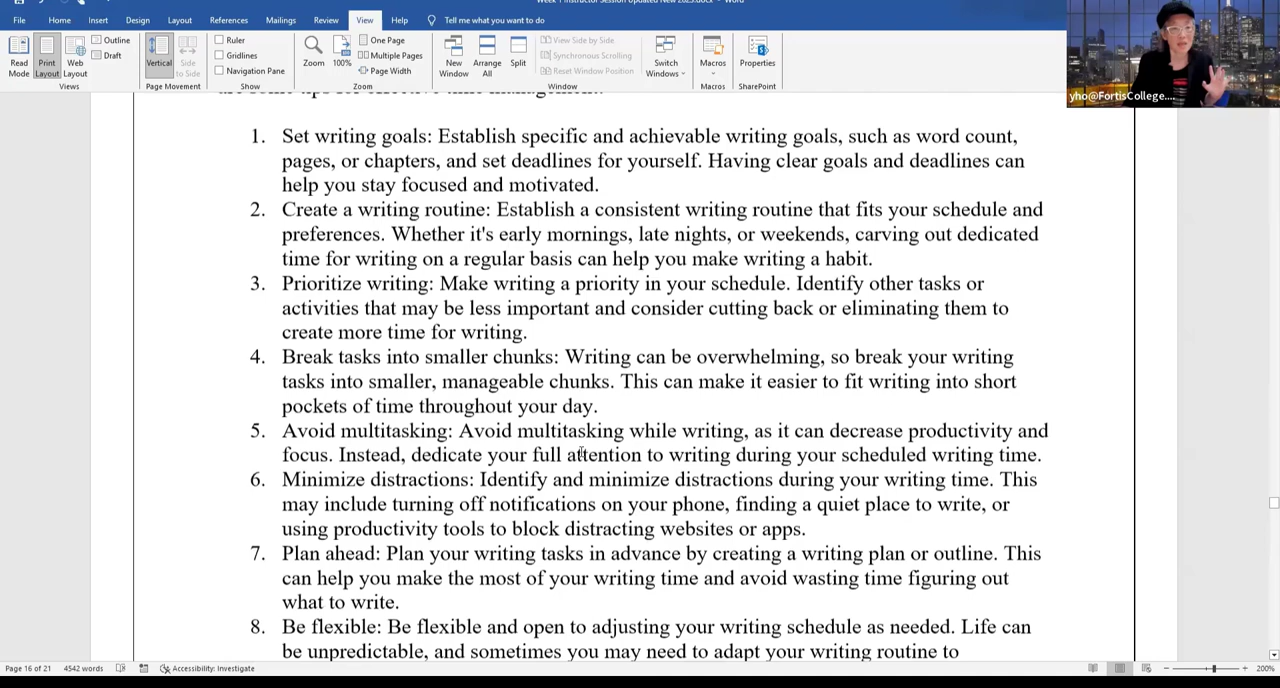 Week 1 Instructor Session Updated New 2023.docx - Word
File Home Insert Design Layout References Mailings Review View Help Tell me what you want to do
Read Mode
Print Layout
Web Layout
Outline
Draft
Views
Vertical
Side to Side
Page Movement
Ruler
Gridlines
Navigation Pane
Show
Zoom
100%
One Page
Multiple Pages
Page Width
Zoom
New Window
Arrange All
Split
View Side by Side
Synchronous Scrolling
Reset Window Position
Window
Switch Windows
Macros
Macros
Properties
SharePoint
yho@FortisCollege....
are some tips for effective time management:
1. Set writing goals: Establish specific and achievable writing goals, such as word count,
pages, or chapters, and set deadlines for yourself. Having clear goals and deadlines can
help you stay focused and motivated.
2. Create a writing routine: Establish a consistent writing routine that fits your schedule and
preferences. Whether it's early mornings, late nights, or weekends, carving out dedicated
time for writing on a regular basis can help you make writing a habit.
3. Prioritize writing: Make writing a priority in your schedule. Identify other tasks or
activities that may be less important and consider cutting back or eliminating them to
create more time for writing.
4. Break tasks into smaller chunks: Writing can be overwhelming, so break your writing
tasks into smaller, manageable chunks. This can make it easier to fit writing into short
pockets of time throughout your day.
5. Avoid multitasking: Avoid multitasking while writing, as it can decrease productivity and
focus. Instead, dedicate your full attention to writing during your scheduled writing time.
6. Minimize distractions: Identify and minimize distractions during your writing time. This
may include turning off notifications on your phone, finding a quiet place to write, or
using productivity tools to block distracting websites or apps.
7. Plan ahead: Plan your writing tasks in advance by creating a writing plan or outline. This
can help you make the most of your writing time and avoid wasting time figuring out
what to write.
8. Be flexible: Be flexible and open to adjusting your writing schedule as needed. Life can
be unpredictable, and sometimes you may need to adapt your writing routine to
Page 16 of 21 4542 words Accessibility: Investigate 200%